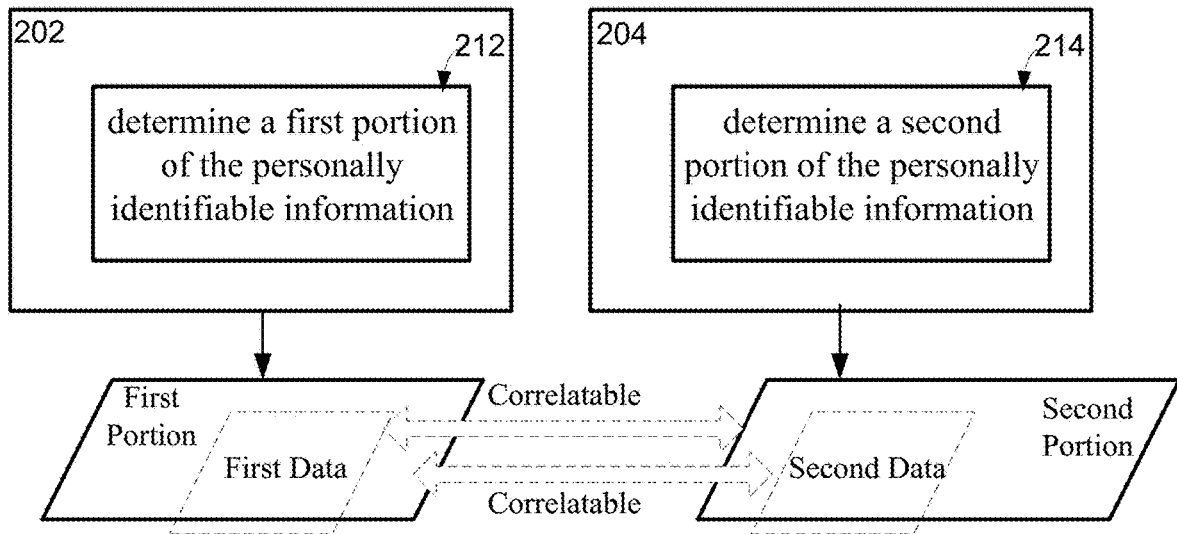 202
212
determine a first portion
of the personally
identifiable information
204
214
determine a second
portion of the personally
identifiable information
First
Portion
First Data
Correlatable
Correlatable
Second Data
Second
Portion